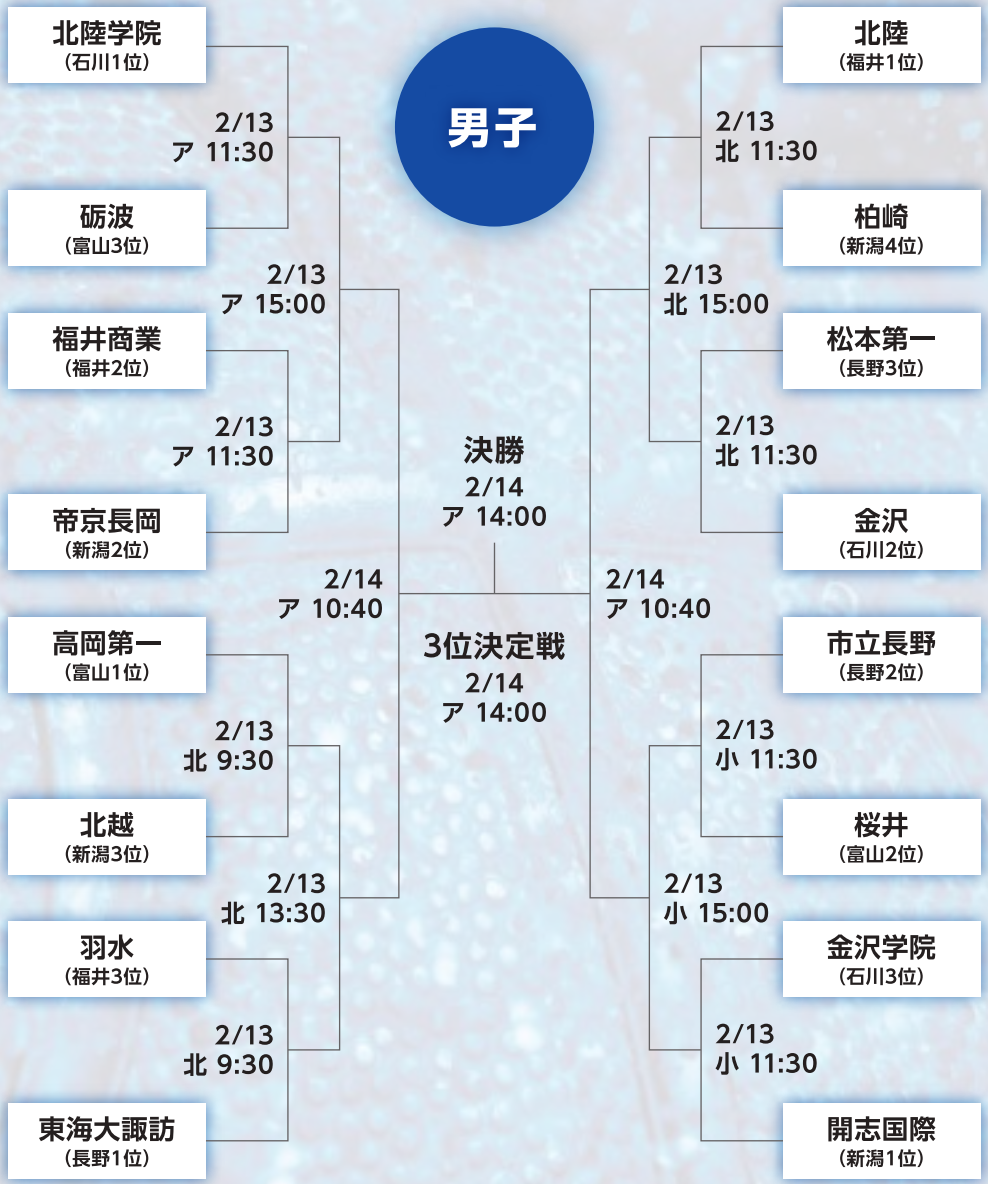 男子
北陸学院
(石川1位)
2/13
ア 11:30
砺波
(富山3位)
2/13
ア 15:00
福井商業
(福井2位)
2/13
ア 11:30
帝京長岡
(新潟2位)
2/14
ア 10:40
高岡第一
(富山1位)
2/13
北 9:30
北越
(新潟3位)
2/13
北 13:30
羽水
(福井3位)
2/13
北 9:30
東海大諏訪
(長野1位)
決勝
2/14
ア 14:00
3位決定戦
2/14
ア 14:00
北陸
(福井1位)
2/13
北 11:30
柏崎
(新潟4位)
2/13
北 15:00
松本第一
(長野3位)
2/13
北 11:30
金沢
(石川2位)
2/14
ア 10:40
市立長野
(長野2位)
2/13
小 11:30
桜井
(富山2位)
2/13
小 15:00
金沢学院
(石川3位)
2/13
小 11:30
開志国際
(新潟1位)